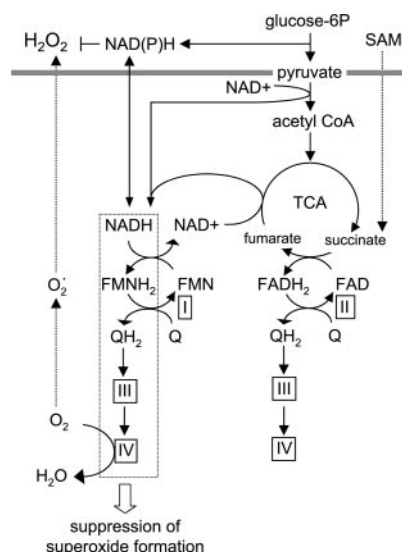 glucose-6P
H₂O₂
NAD(P)H
SAM
pyruvate
NAD+
acetyl CoA
TCA
NADH
NAD+
fumarate
succinate
O₂˙
FMNH₂
FMN
FADH₂
FAD
I
II
QH₂
Q
QH₂
Q
III
III
O₂
IV
IV
H₂O
suppression of
superoxide formation